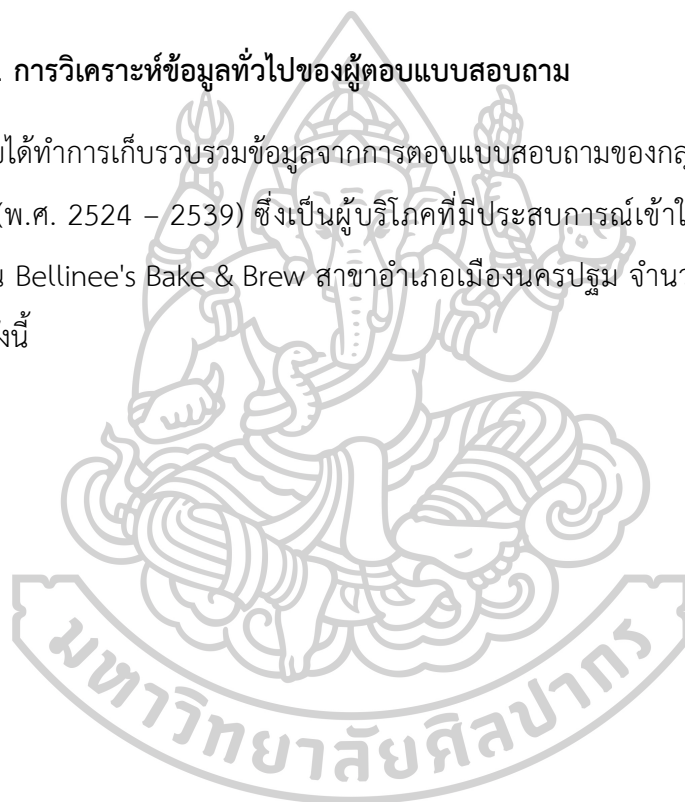 . การวิเคราะห์ข้อมูลทั่วไปของผู้ตอบแบบสอบถาม
ได้ทำการเก็บรวบรวมข้อมูลจากการตอบแบบสอบถามของกลุ
(พ.ศ. 2524 – 2539) ซึ่งเป็นผู้บริโภคที่มีประสบการณ์เข้าใ
น Bellinee's Bake & Brew สาขาอำเภอเมืองนครปฐม จำนว
ังนี้
มหาวิทยาลัยศิลปากร